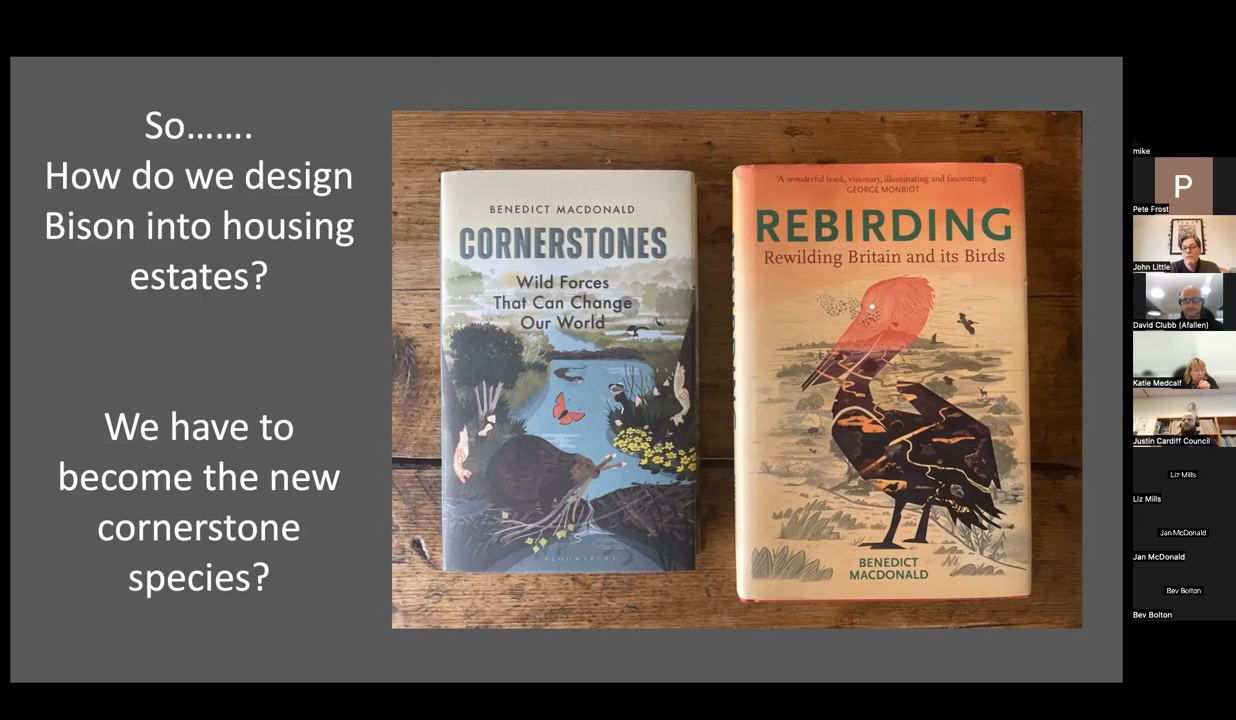 So…….
How do we design
Bison into housing
estates?
We have to
become the new
cornerstone
species?
BENEDICT MACDONALD
CORNERSTONES
Wild Forces
That Can Change
Our World
BLOOMSBURY
'A wonderful book, visionary, illuminating and fascinating.'
GEORGE MONBIOT
REBIRDING
Rewilding Britain and its Birds
BENEDICT
MACDONALD
mike
P
Pete Frost
John Little
David Clubb (Afallen)
Katie Medcalf
Justin Cardiff Council
Liz Mills
Liz Mills
Jan McDonald
Jan McDonald
Bev Bolton
Bev Bolton